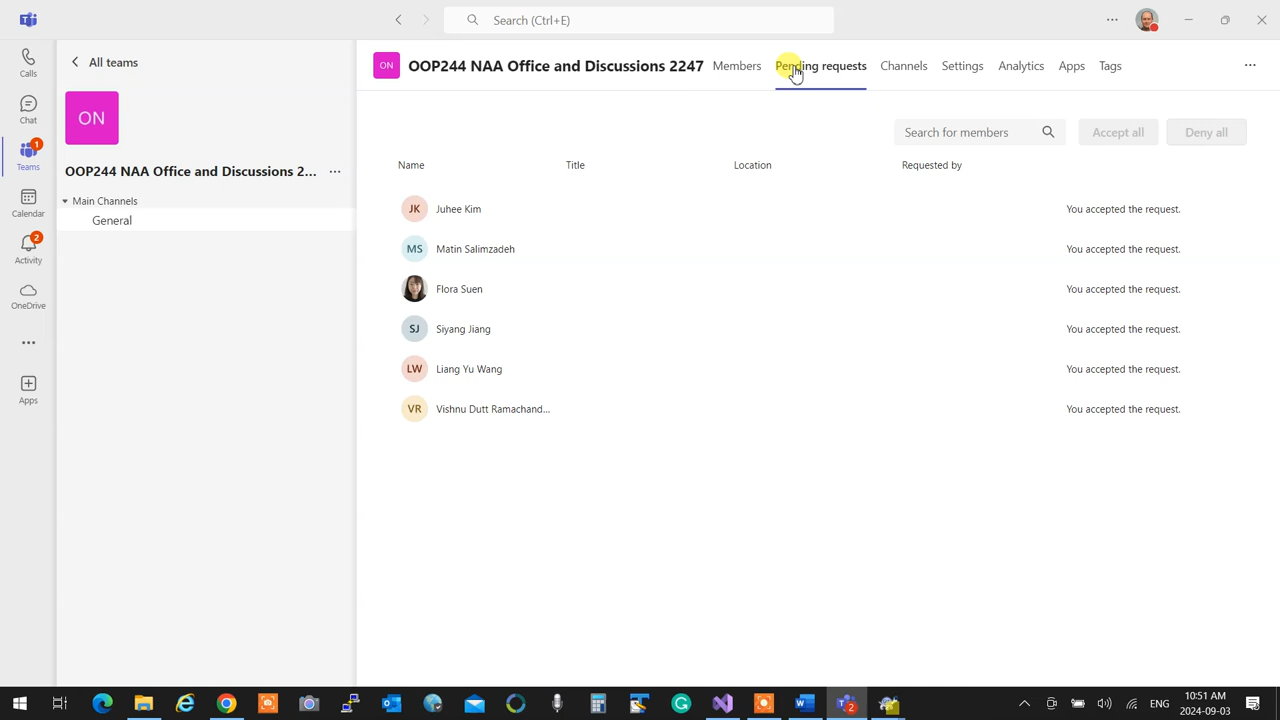 Search (Ctrl+E)
Calls
Chat
1
Teams
Calendar
2
Activity
OneDrive
Apps
All teams
ON
OOP244 NAA Office and Discussions 2...
Main Channels
General
ON
OOP244 NAA Office and Discussions 2247
Members
Pending requests
Channels
Settings
Analytics
Apps
Tags
Search for members
Accept all
Deny all
Name
Title
Location
Requested by
JK
Juhee Kim
You accepted the request.
MS
Matin Salimzadeh
You accepted the request.
Flora Suen
You accepted the request.
SJ
Siyang Jiang
You accepted the request.
LW
Liang Yu Wang
You accepted the request.
VR
Vishnu Dutt Ramachand...
You accepted the request.
2
ENG
10:51 AM
2024-09-03